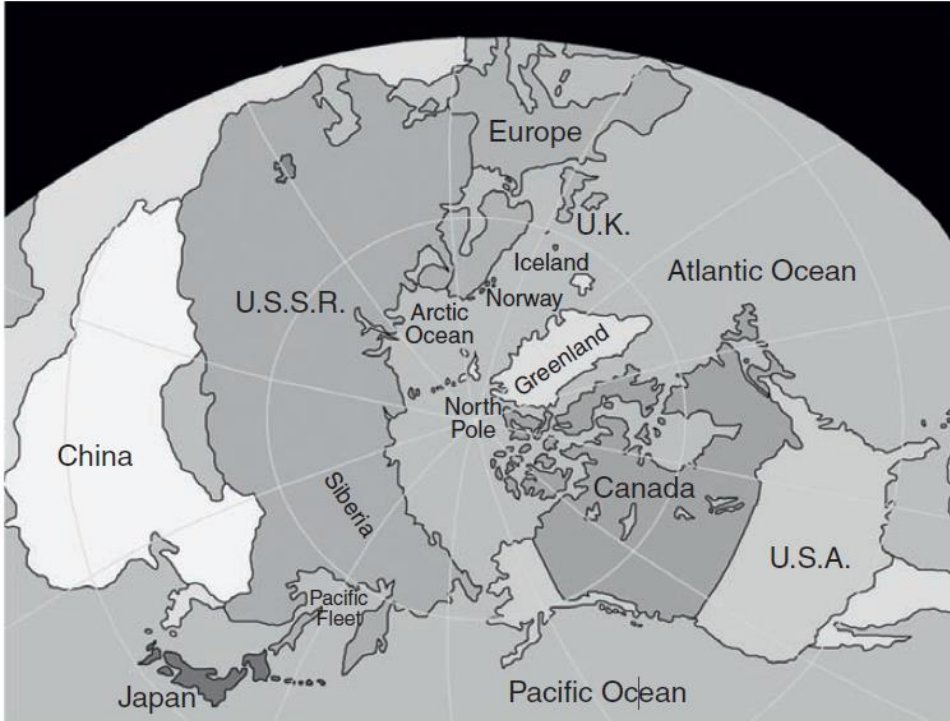 Europe
U.K.
Iceland
Atlantic Ocean
U.S.S.R.
Norway
Arctic
Ocean
Greenland
North
Pole
China
Canada
Siberia
U.S.A.
Pacific
Fleet
Japan
Pacific Ocean